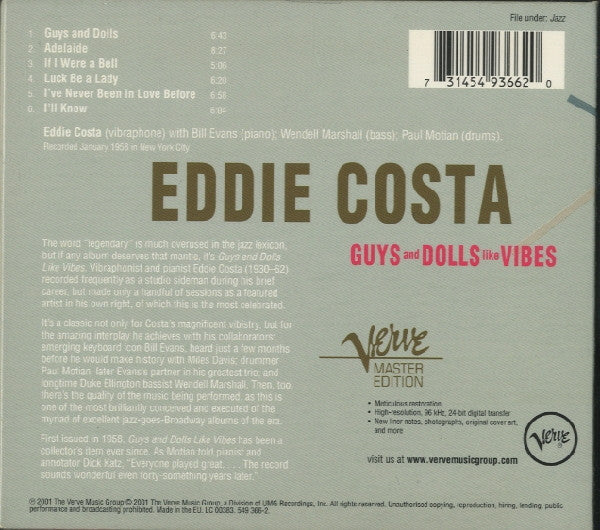 File under: Jazz
1. Guys and Dolls 6:43
2. Adelaide 8:27
3. If I Were a Bell 5:06
4. Luck Be a Lady 6:20
5. I've Never Been in Love Before 6:56
6. I'll Know 6:04
7 31454 93662 0
Eddie Costa (vibraphone) with Bill Evans (piano); Wendell Marshall (bass); Paul Motian (drums).
Recorded January 1958 in New York City
EDDIE COSTA
GUYS and DOLLS like VIBES
The word "legendary" is much overused in the jazz lexicon,
but if any album deserves that mantle, it's Guys and Dolls
Like Vibes. Vibraphonist and pianist Eddie Costa (1930–62)
recorded frequently as a studio sideman during his brief
career, but made only a handful of sessions as a featured
artist in his own right, of which this is the most celebrated.
It's a classic not only for Costa's magnificent vibistry, but for
the amazing interplay he achieves with his collaborators:
emerging keyboard icon Bill Evans, heard just a few months
before he would make history with Miles Davis; drummer
Paul Motian, later Evans's partner in his greatest trio; and
longtime Duke Ellington bassist Wendell Marshall. Then, too,
there's the quality of the music being performed, as this is
one of the most brilliantly conceived and executed of the
myriad of excellent jazz-goes-Broadway albums of the era.
First issued in 1958, Guys and Dolls Like Vibes has been a
collector's item ever since. As Motian told pianist and
annotator Dick Katz, "Everyone played great. . . . The record
sounds wonderful even forty-something years later."
Verve
MASTER
EDITION
• Meticulous restoration
• High-resolution, 96 kHz, 24-bit digital transfer
• New liner notes, photographs, original cover art,
and more
Verve
visit us at www.vervemusicgroup.com
℗ 2001 The Verve Music Group © 2001 The Verve Music Group, a Division of UMG Recordings, Inc. All rights reserved. Unauthorised copying, reproduction, hiring, lending, public
performance and broadcasting prohibited. Made in the E.U. LC 00383. 549 366-2.